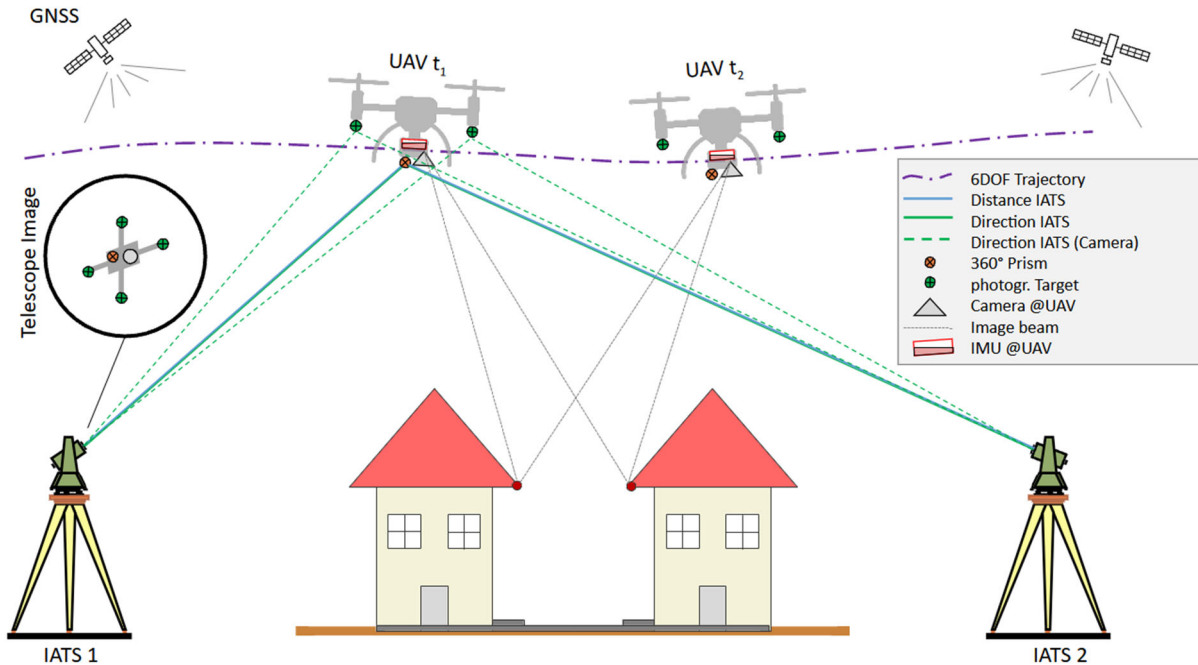 GNSS
UAV t₁
UAV t₂
Telescope Image
6DOF Trajectory
Distance IATS
Direction IATS
Direction IATS (Camera)
360° Prism
photogr. Target
Camera @UAV
Image beam
IMU @UAV
IATS 1
IATS 2